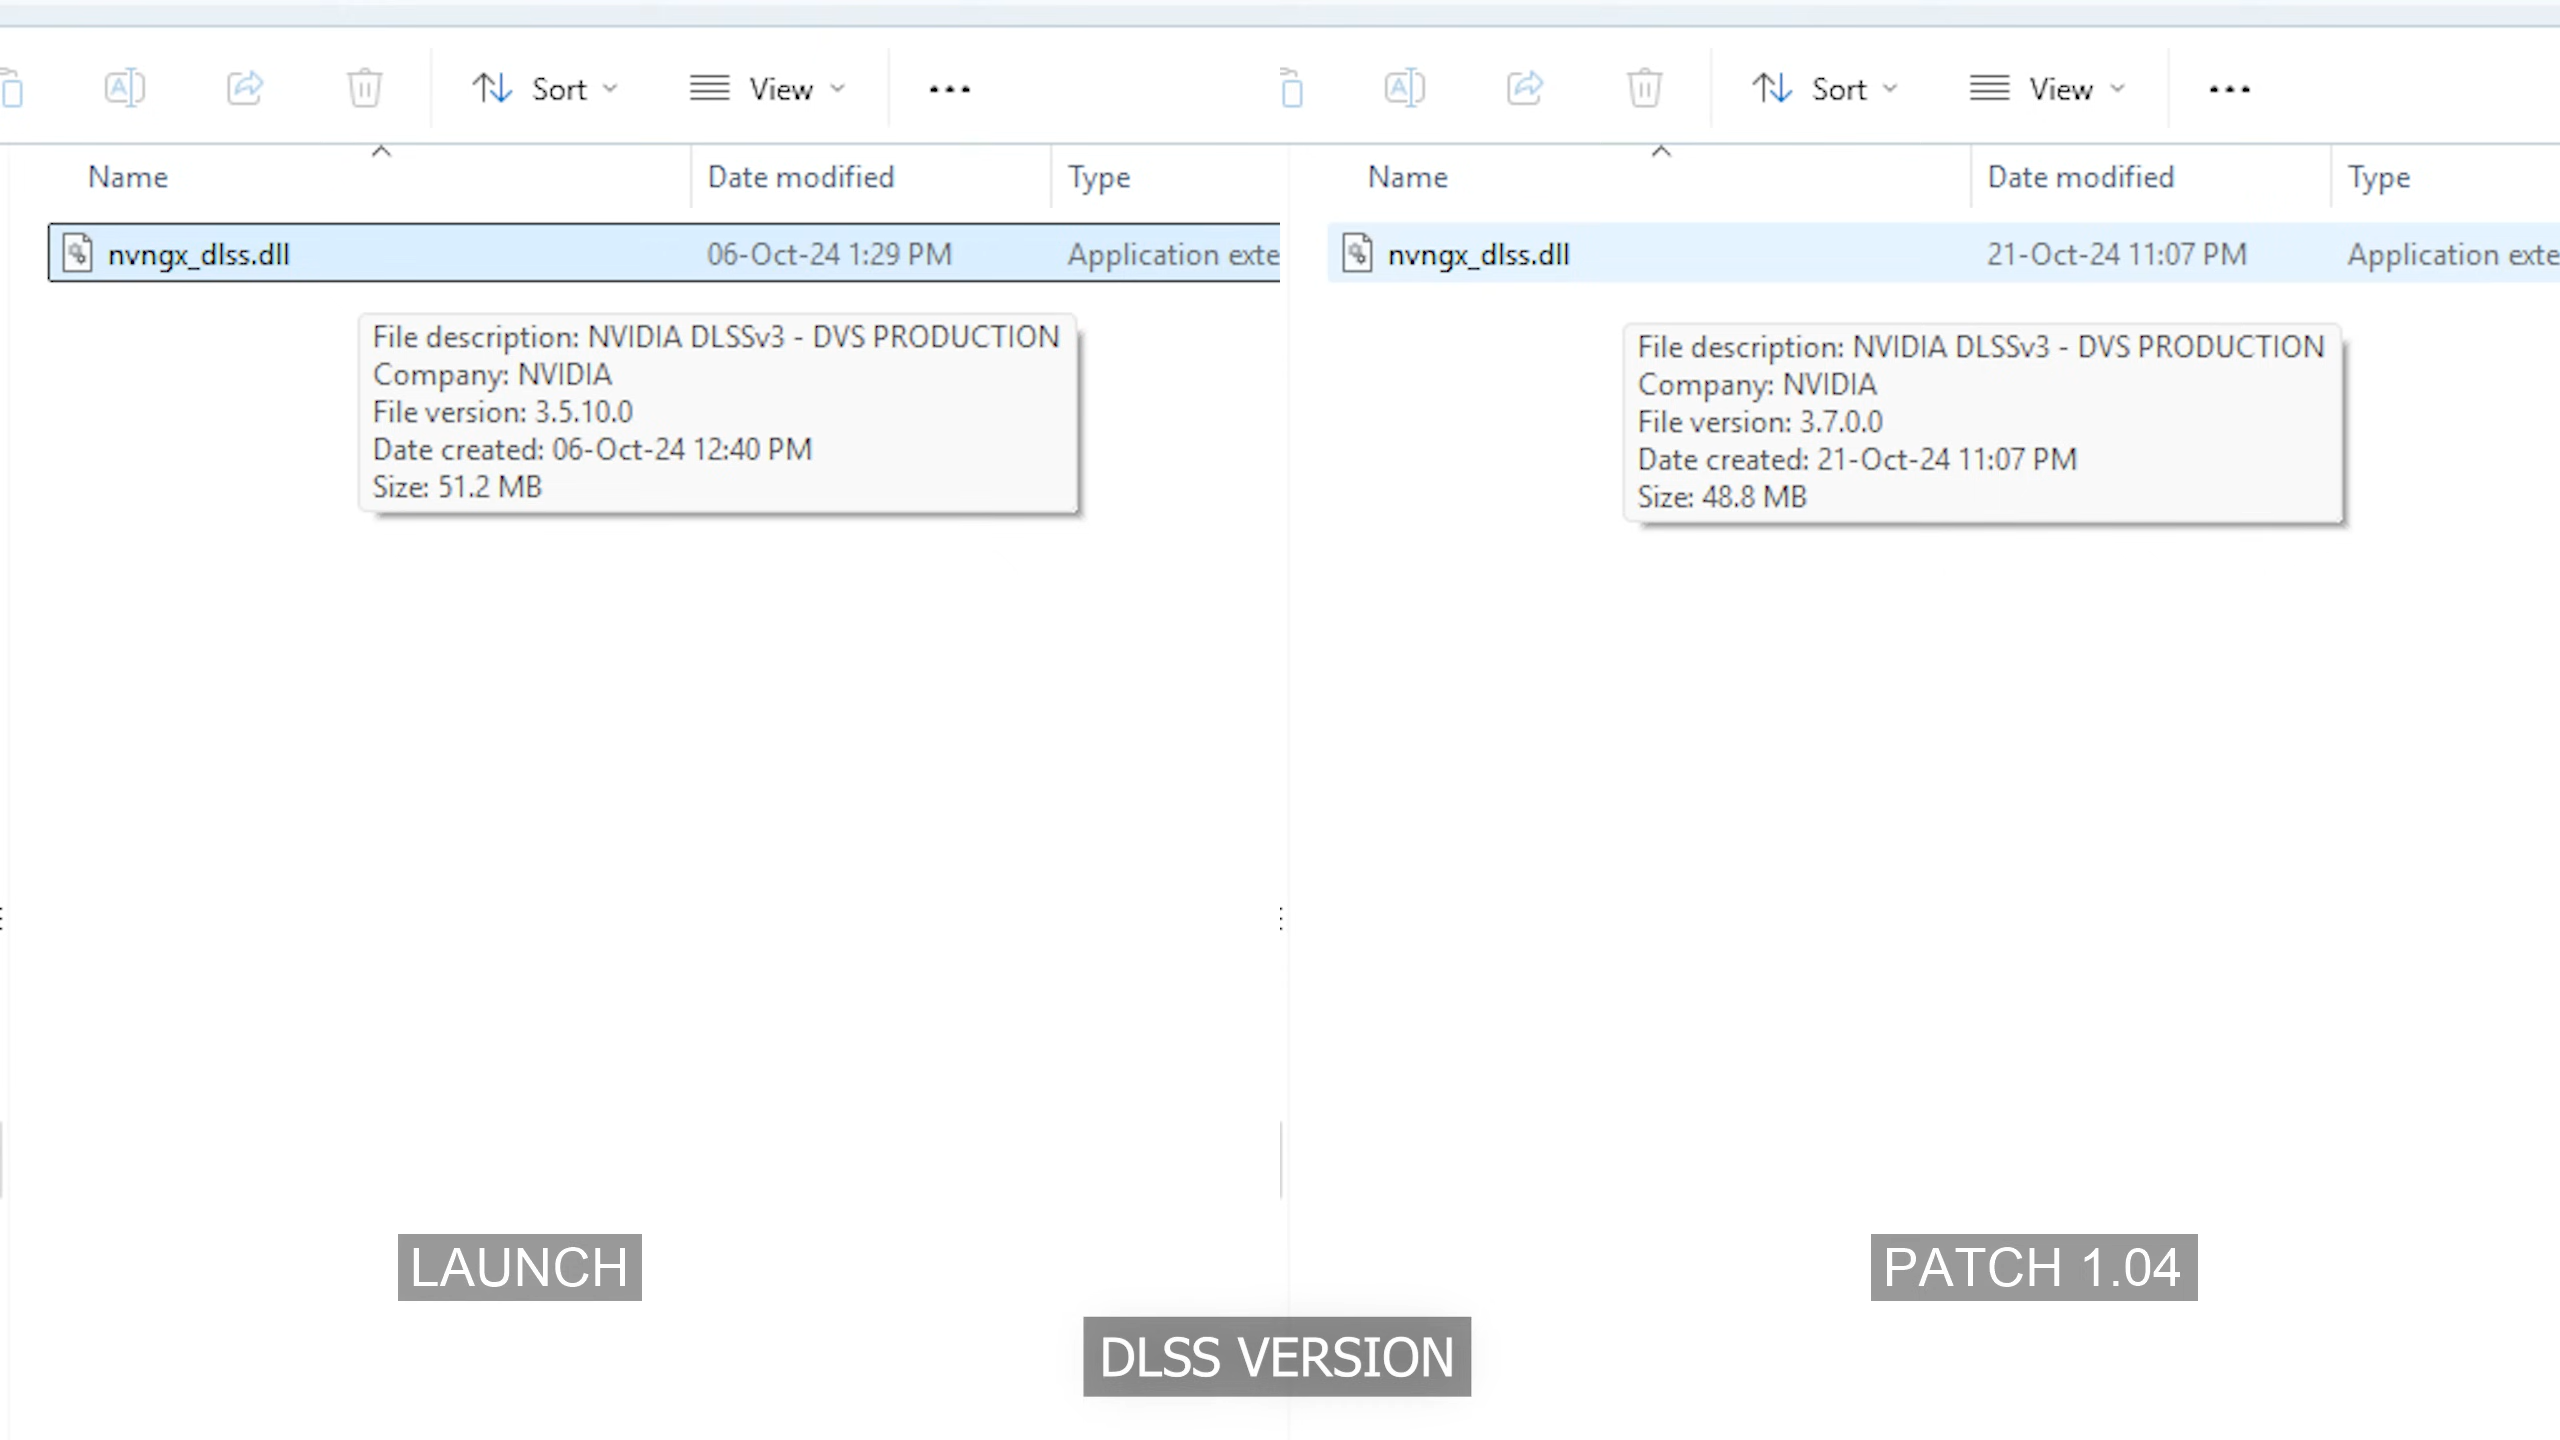 Sort
View
Sort
View
Name
Date modified
Type
Name
Date modified
Type
nvngx_dlss.dll
06-Oct-24 1:29 PM
Application exte
nvngx_dlss.dll
21-Oct-24 11:07 PM
Application exte
File description: NVIDIA DLSSv3 - DVS PRODUCTION
Company: NVIDIA
File version: 3.5.10.0
Date created: 06-Oct-24 12:40 PM
Size: 51.2 MB
File description: NVIDIA DLSSv3 - DVS PRODUCTION
Company: NVIDIA
File version: 3.7.0.0
Date created: 21-Oct-24 11:07 PM
Size: 48.8 MB
LAUNCH
PATCH 1.04
DLSS VERSION